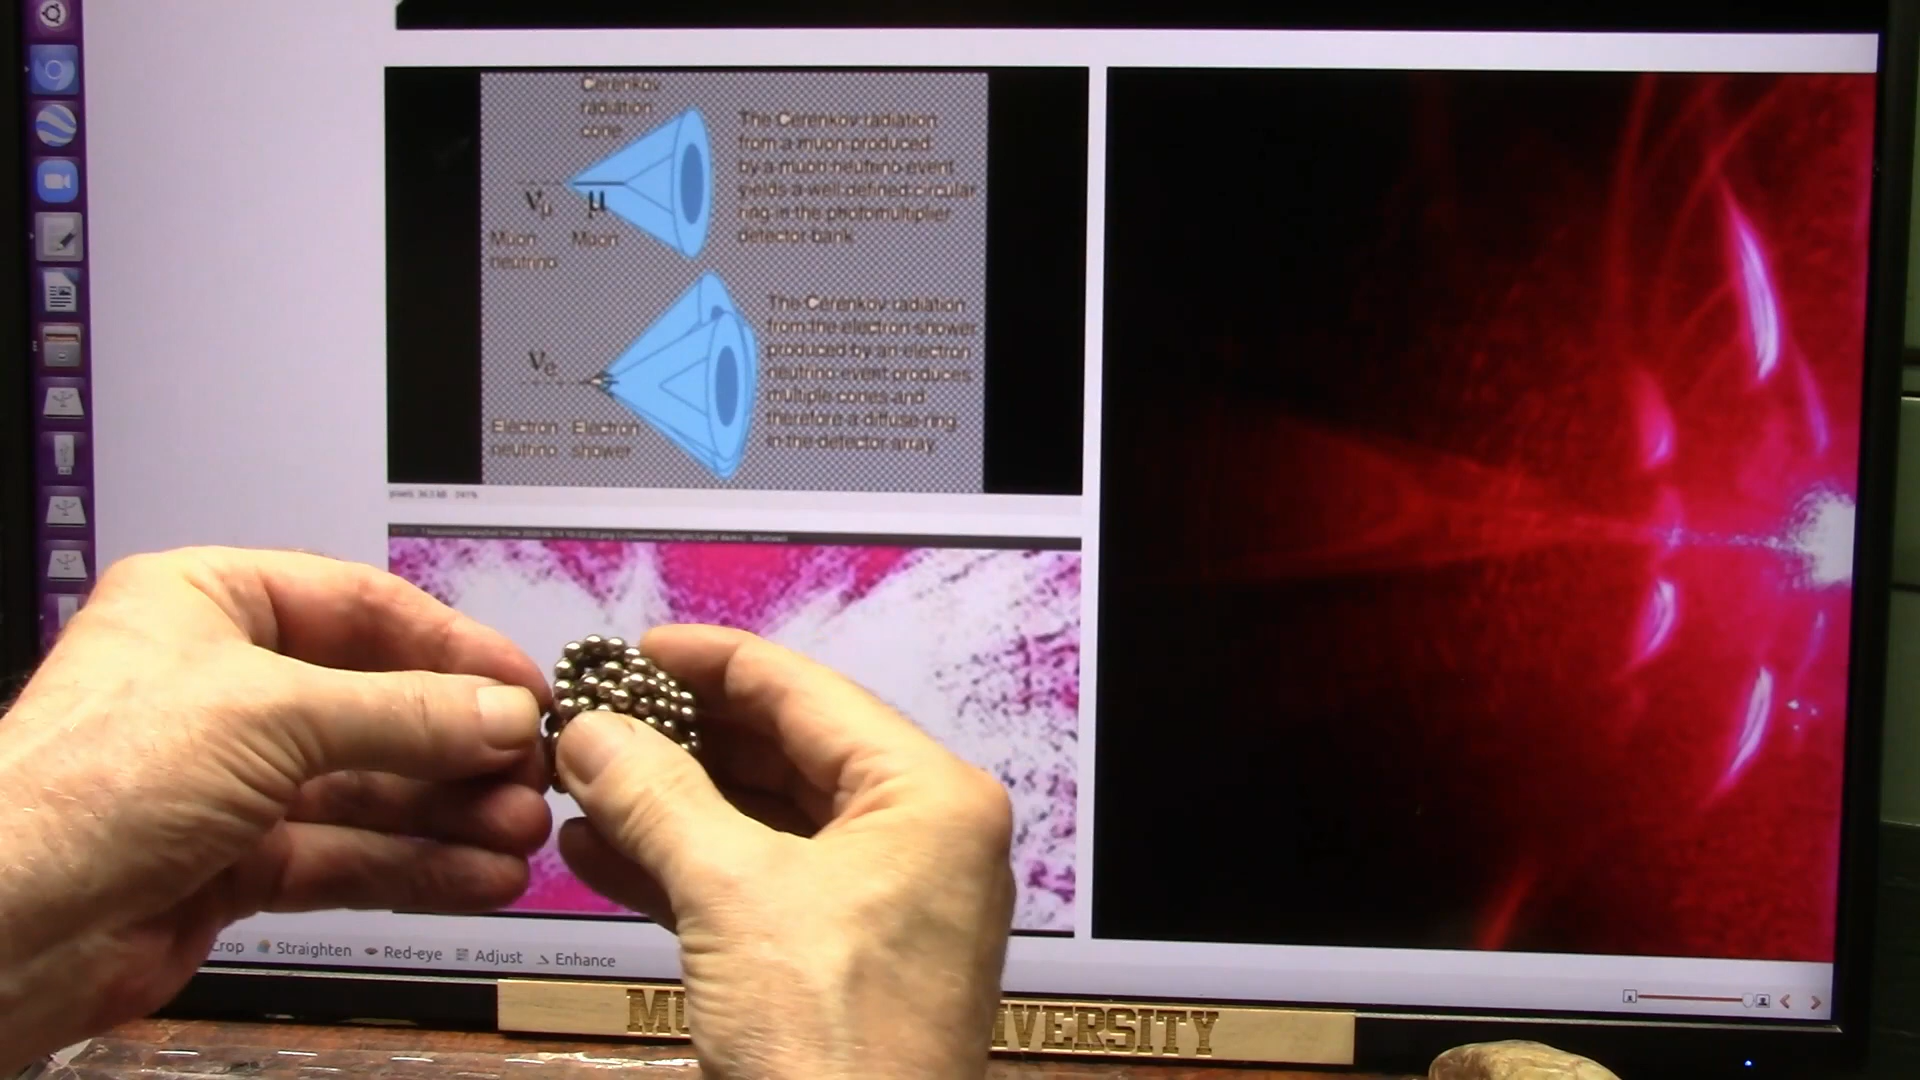 Cerenkov
radiation
cone
The Cerenkov radiation
from a muon produced
by a muon neutrino event
yields a well-defined circular
ring in the photomultiplier
detector bank.
νμ
μ
Muon
neutrino
Muon
The Cerenkov radiation
from the electron shower
produced by an electron
neutrino event produces
multiple cones and
therefore a diffuse ring
in the detector array.
νe
Electron
neutrino
Electron
shower
Crop
Straighten
Red-eye
Adjust
Enhance